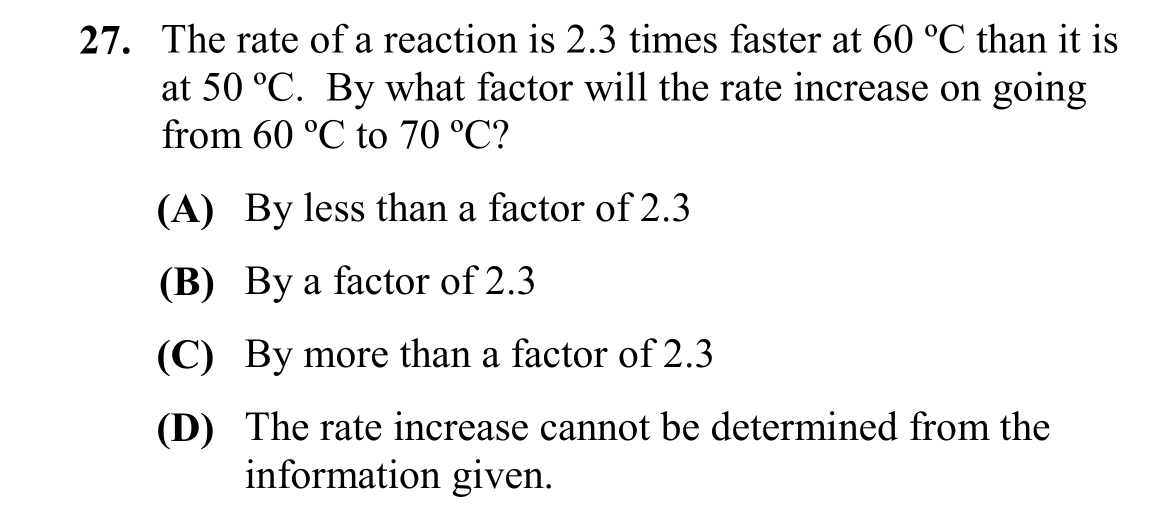 27. The rate of a reaction is 2.3 times faster at 60 ºC than it is
at 50 ºC. By what factor will the rate increase on going
from 60 ºC to 70 ºC?
(A) By less than a factor of 2.3
(B) By a factor of 2.3
(C) By more than a factor of 2.3
(D) The rate increase cannot be determined from the
information given.